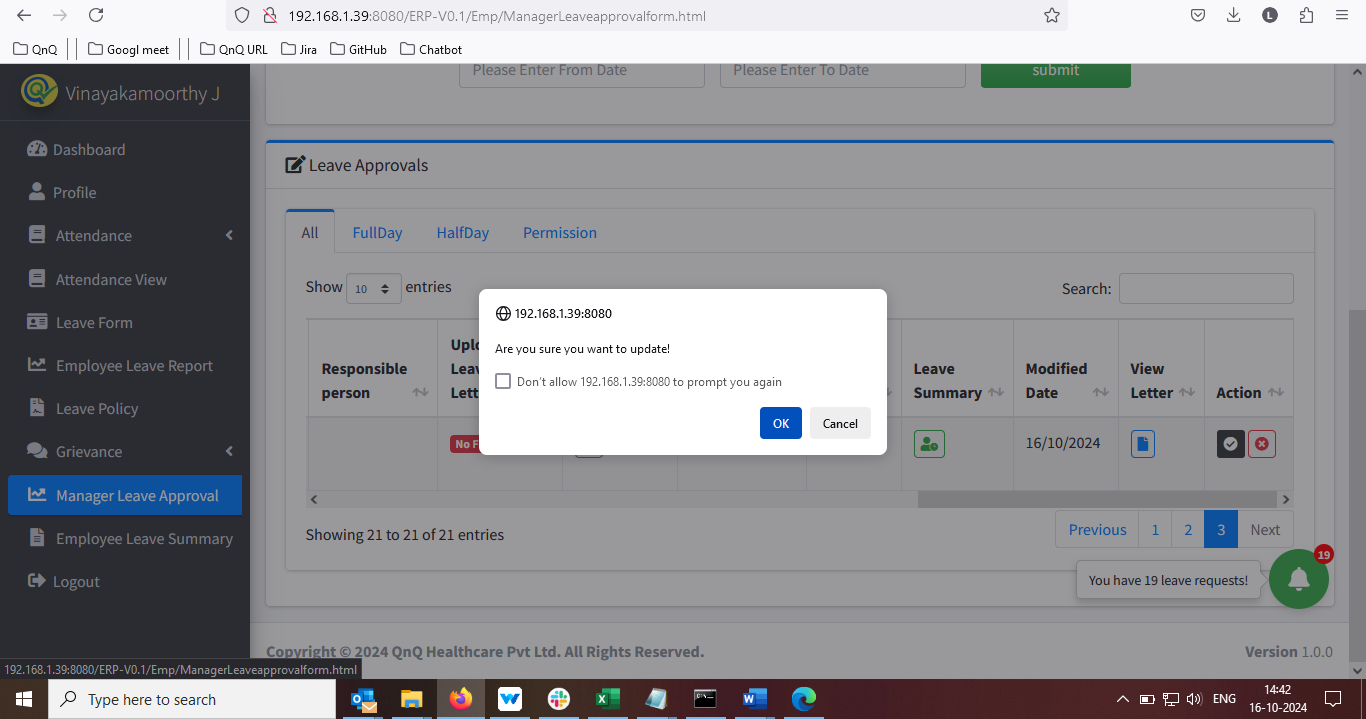 192.168.1.39:8080/ERP-V0.1/Emp/ManagerLeaveapprovalform.html
L
QnQ
Googl meet
QnQ URL
Jira
GitHub
Chatbot
Vinayakamoorthy J
Dashboard
Profile
Attendance
Attendance View
Leave Form
Employee Leave Report
Leave Policy
Grievance
Manager Leave Approval
Employee Leave Summary
Logout
Please Enter From Date
Please Enter To Date
submit
Leave Approvals
All
FullDay
HalfDay
Permission
Show 10 entries
Search:
192.168.1.39:8080
Are you sure you want to update!
Don't allow 192.168.1.39:8080 to prompt you again
OK
Cancel
Responsible
person
Leave
Summary
Modified
Date
View
Letter
Action
16/10/2024
Showing 21 to 21 of 21 entries
Previous
1
2
3
Next
19
You have 19 leave requests!
Copyright © 2024 QnQ Healthcare Pvt Ltd. All Rights Reserved.
Version 1.0.0
192.168.1.39:8080/ERP-V0.1/Emp/ManagerLeaveapprovalform.html
Type here to search
ENG
14:42
16-10-2024